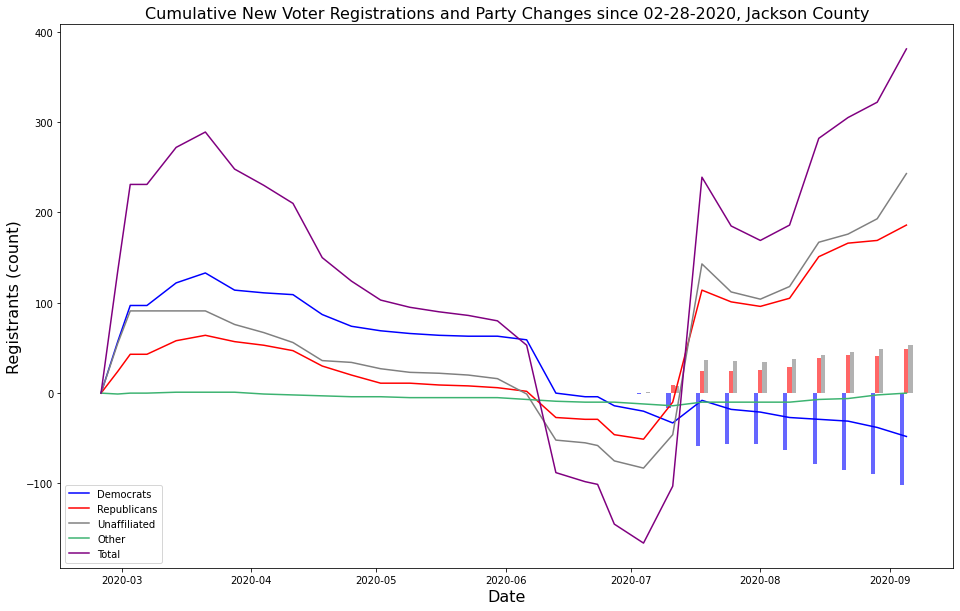 Cumulative New Voter Registrations and Party Changes since 02-28-2020, Jackson County
Registrants (count)
400
300
200
100
0
−100
Democrats
Republicans
Unaffiliated
Other
Total
2020-03
2020-04
2020-05
2020-06
2020-07
2020-08
2020-09
Date